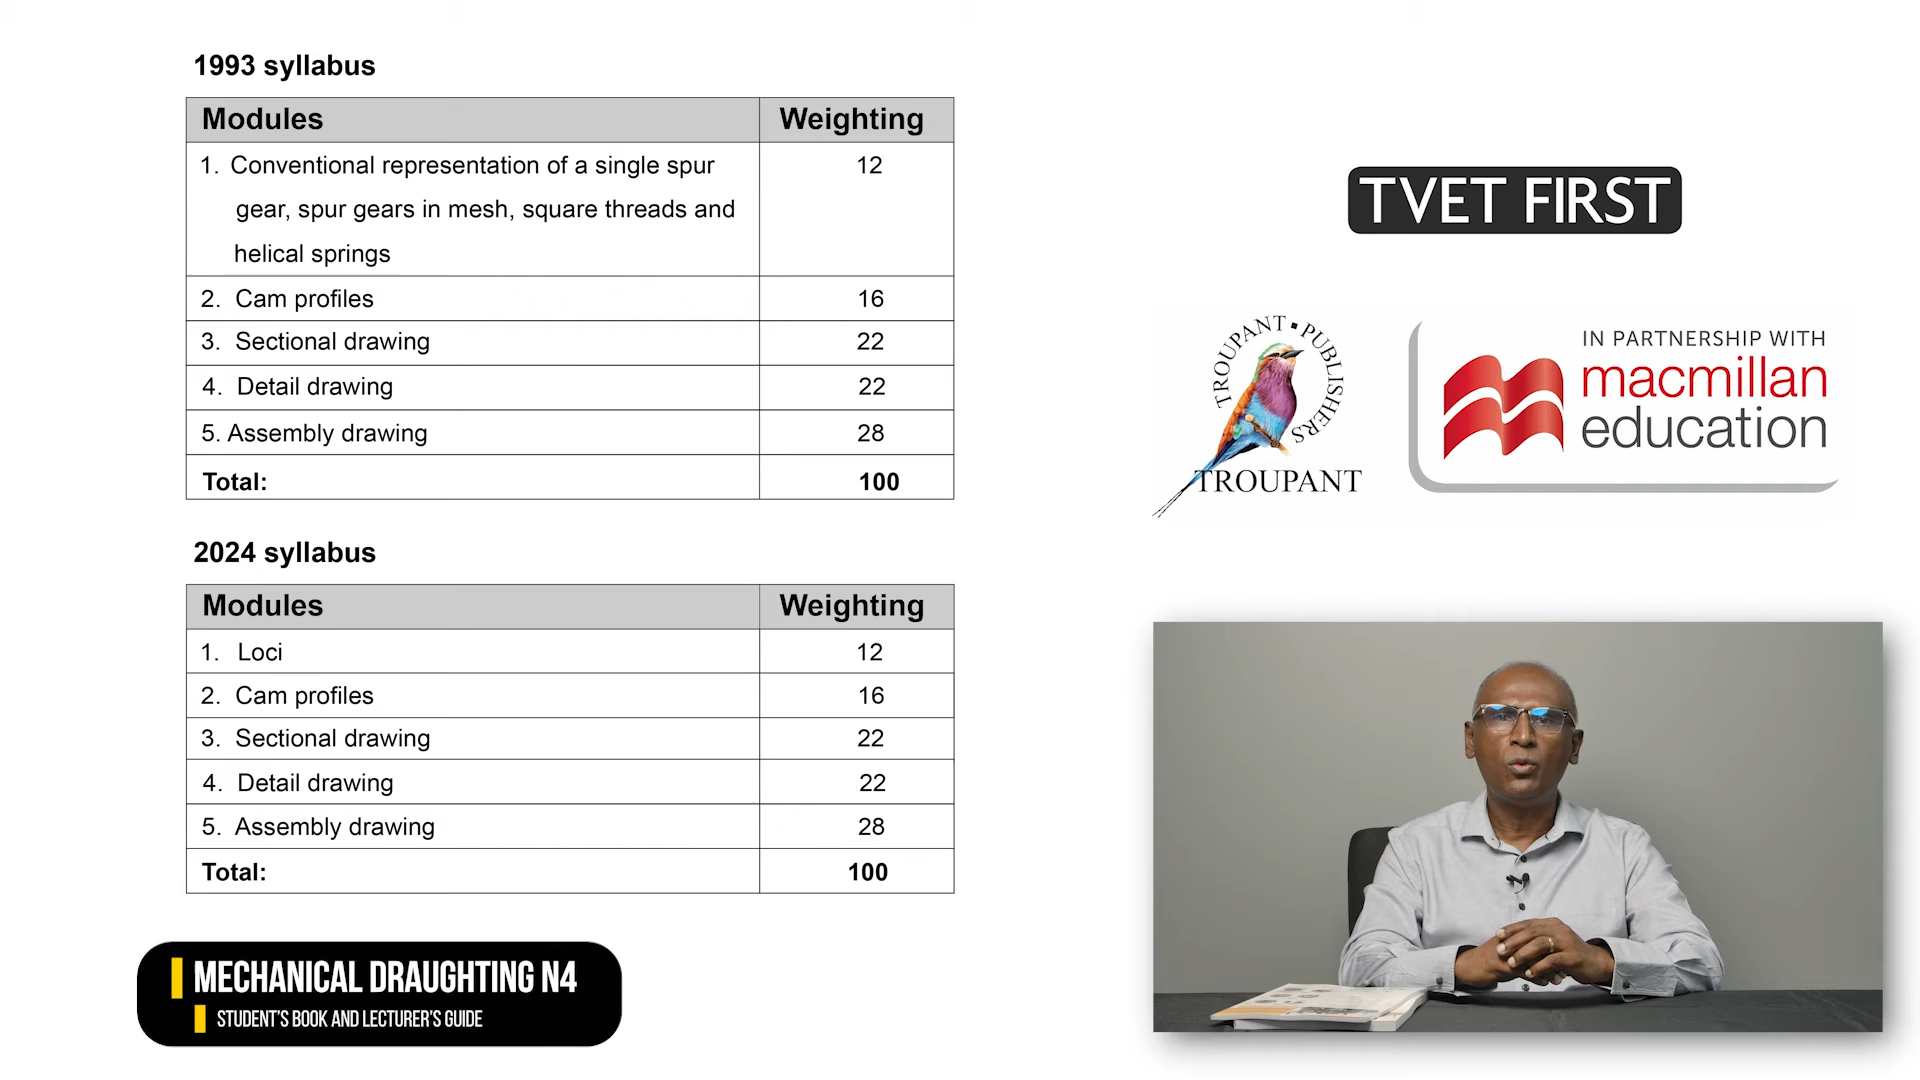 1993 syllabus
Modules Weighting
1. Conventional representation of a single spur 12
gear, spur gears in mesh, square threads and
helical springs
2. Cam profiles 16
3. Sectional drawing 22
4. Detail drawing 22
5. Assembly drawing 28
Total: 100
2024 syllabus
Modules Weighting
1. Loci 12
2. Cam profiles 16
3. Sectional drawing 22
4. Detail drawing 22
5. Assembly drawing 28
Total: 100
MECHANICAL DRAUGHTING N4
STUDENT'S BOOK AND LECTURER'S GUIDE
TVET FIRST
TROUPANT PUBLISHERS
TROUPANT
IN PARTNERSHIP WITH
macmillan
education